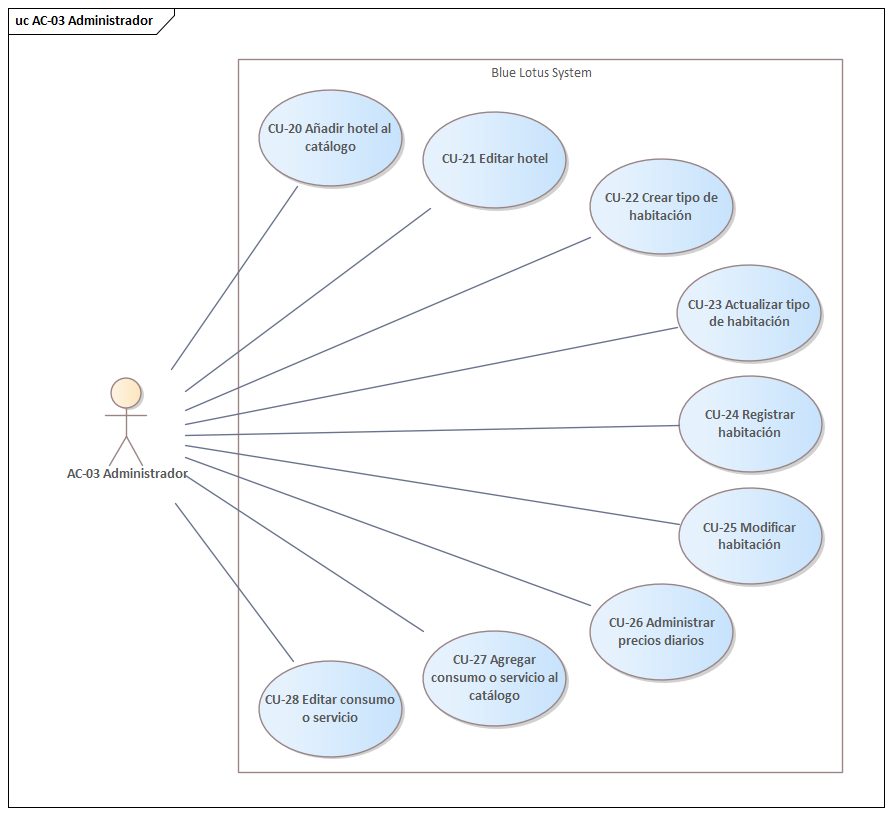 uc AC-03 Administrador
Blue Lotus System
CU-20 Añadir hotel al
catálogo
CU-21 Editar hotel
CU-22 Crear tipo de
habitación
CU-23 Actualizar tipo
de habitación
CU-24 Registrar
habitación
AC-03 Administrador
CU-25 Modificar
habitación
CU-26 Administrar
precios diarios
CU-27 Agregar
consumo o servicio al
catálogo
CU-28 Editar consumo
o servicio